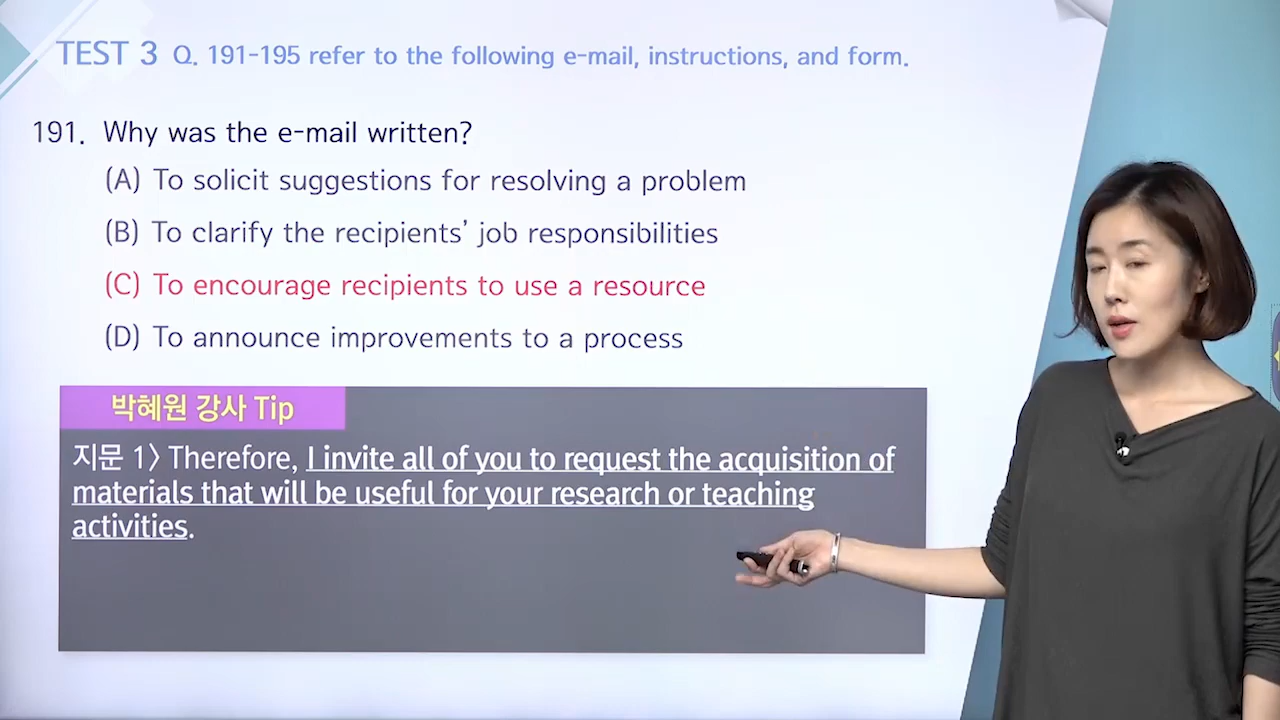 TEST 3 Q. 191-195 refer to the following e-mail, instructions, and form.
191. Why was the e-mail written?
(A) To solicit suggestions for resolving a problem
(B) To clarify the recipients' job responsibilities
(C) To encourage recipients to use a resource
(D) To announce improvements to a process
박혜원 강사 Tip
지문 1〉 Therefore, I invite all of you to request the acquisition of
materials that will be useful for your research or teaching
activities.